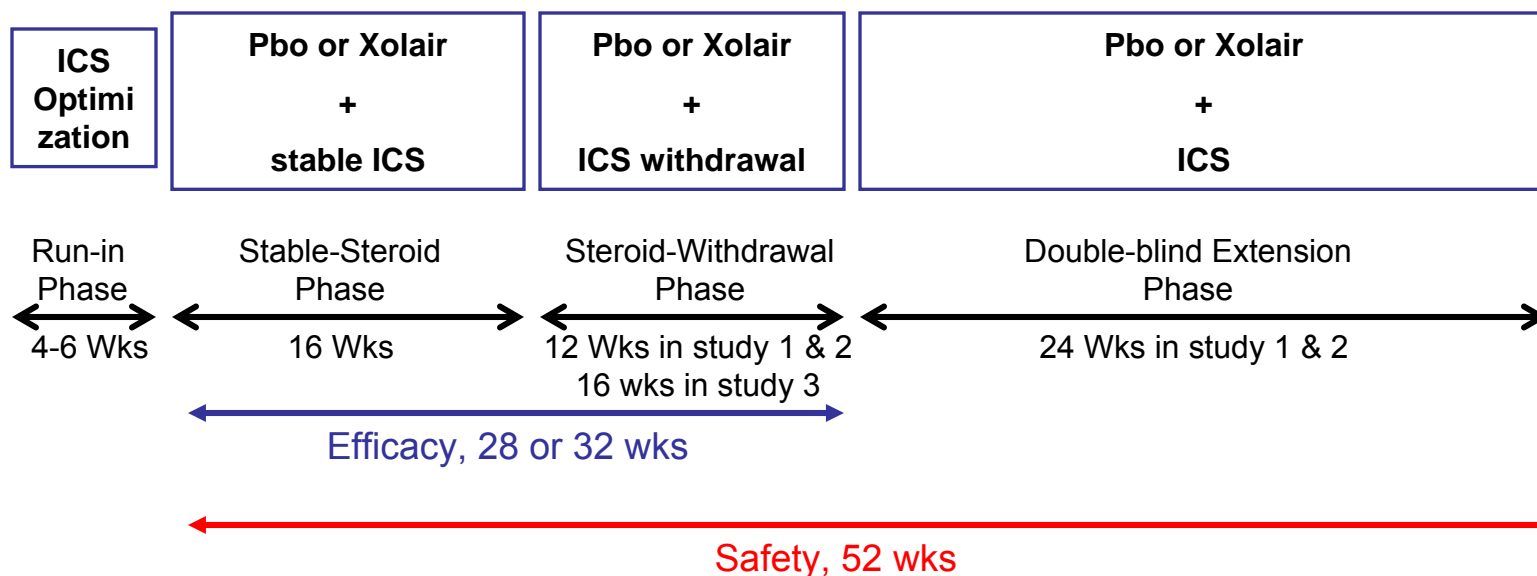 ICS
Optimi
zation
Pbo or Xolair
+
stable ICS
Pbo or Xolair
+
ICS withdrawal
Pbo or Xolair
+
ICS
Run-in
Phase
4-6 Wks
Stable-Steroid
Phase
16 Wks
Steroid-Withdrawal
Phase
12 Wks in study 1 & 2
16 wks in study 3
Double-blind Extension
Phase
24 Wks in study 1 & 2
Efficacy, 28 or 32 wks
Safety, 52 wks